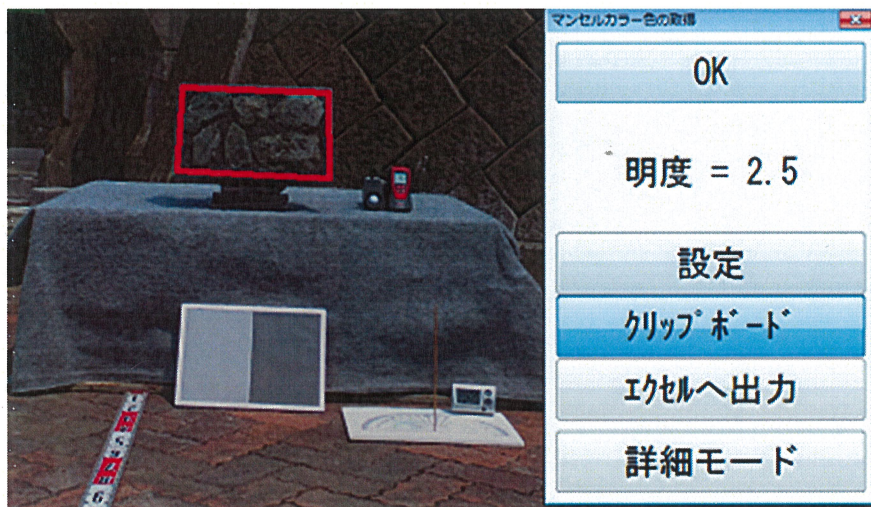 マンセルカラー色の取得
OK
明度 = 2.5
設定
クリップボード
エクセルへ出力
詳細モード
6